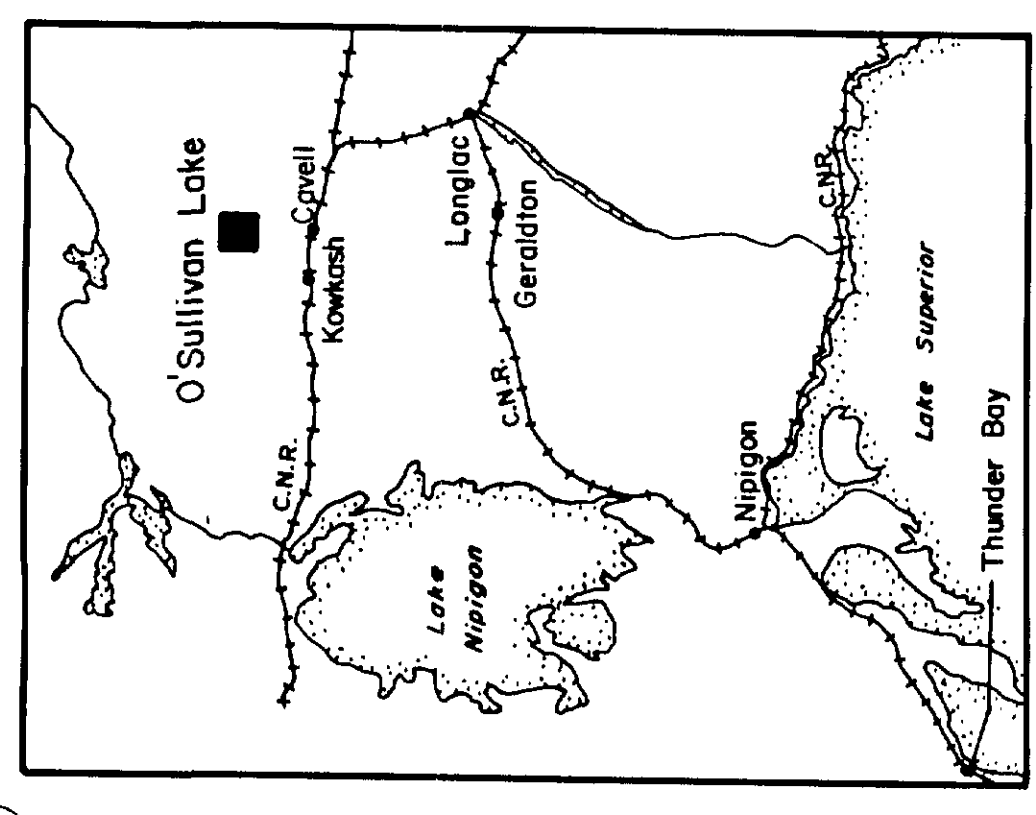 O'Sullivan Lake
Cavell
Kowkash
C.N.R.
Longlac
Geraldton
C.N.R.
C.N.R.
Lake
Nipigon
Nipigon
Lake Superior
Thunder Bay